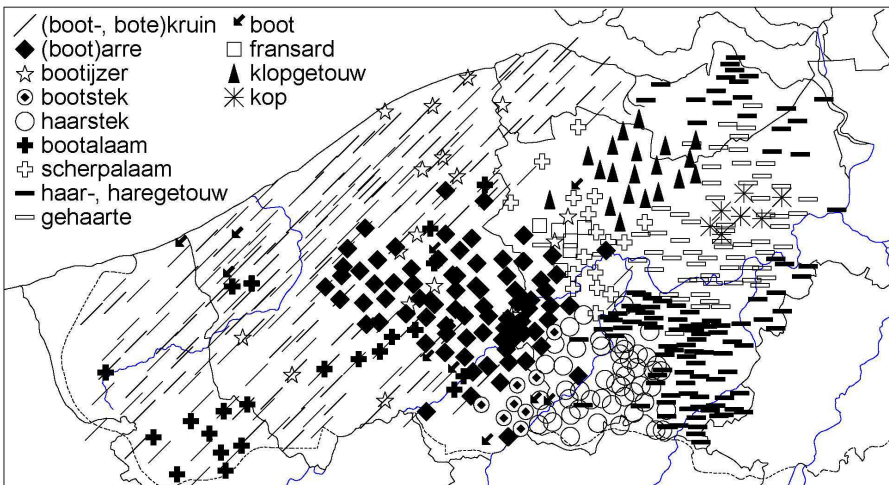 (boot-, bote)kruin
(boot)arre
bootijzer
bootstek
haarstek
bootalaam
scherpalaam
haar-, haregetouw
gehaarte
boot
fransard
klopgetouw
kop